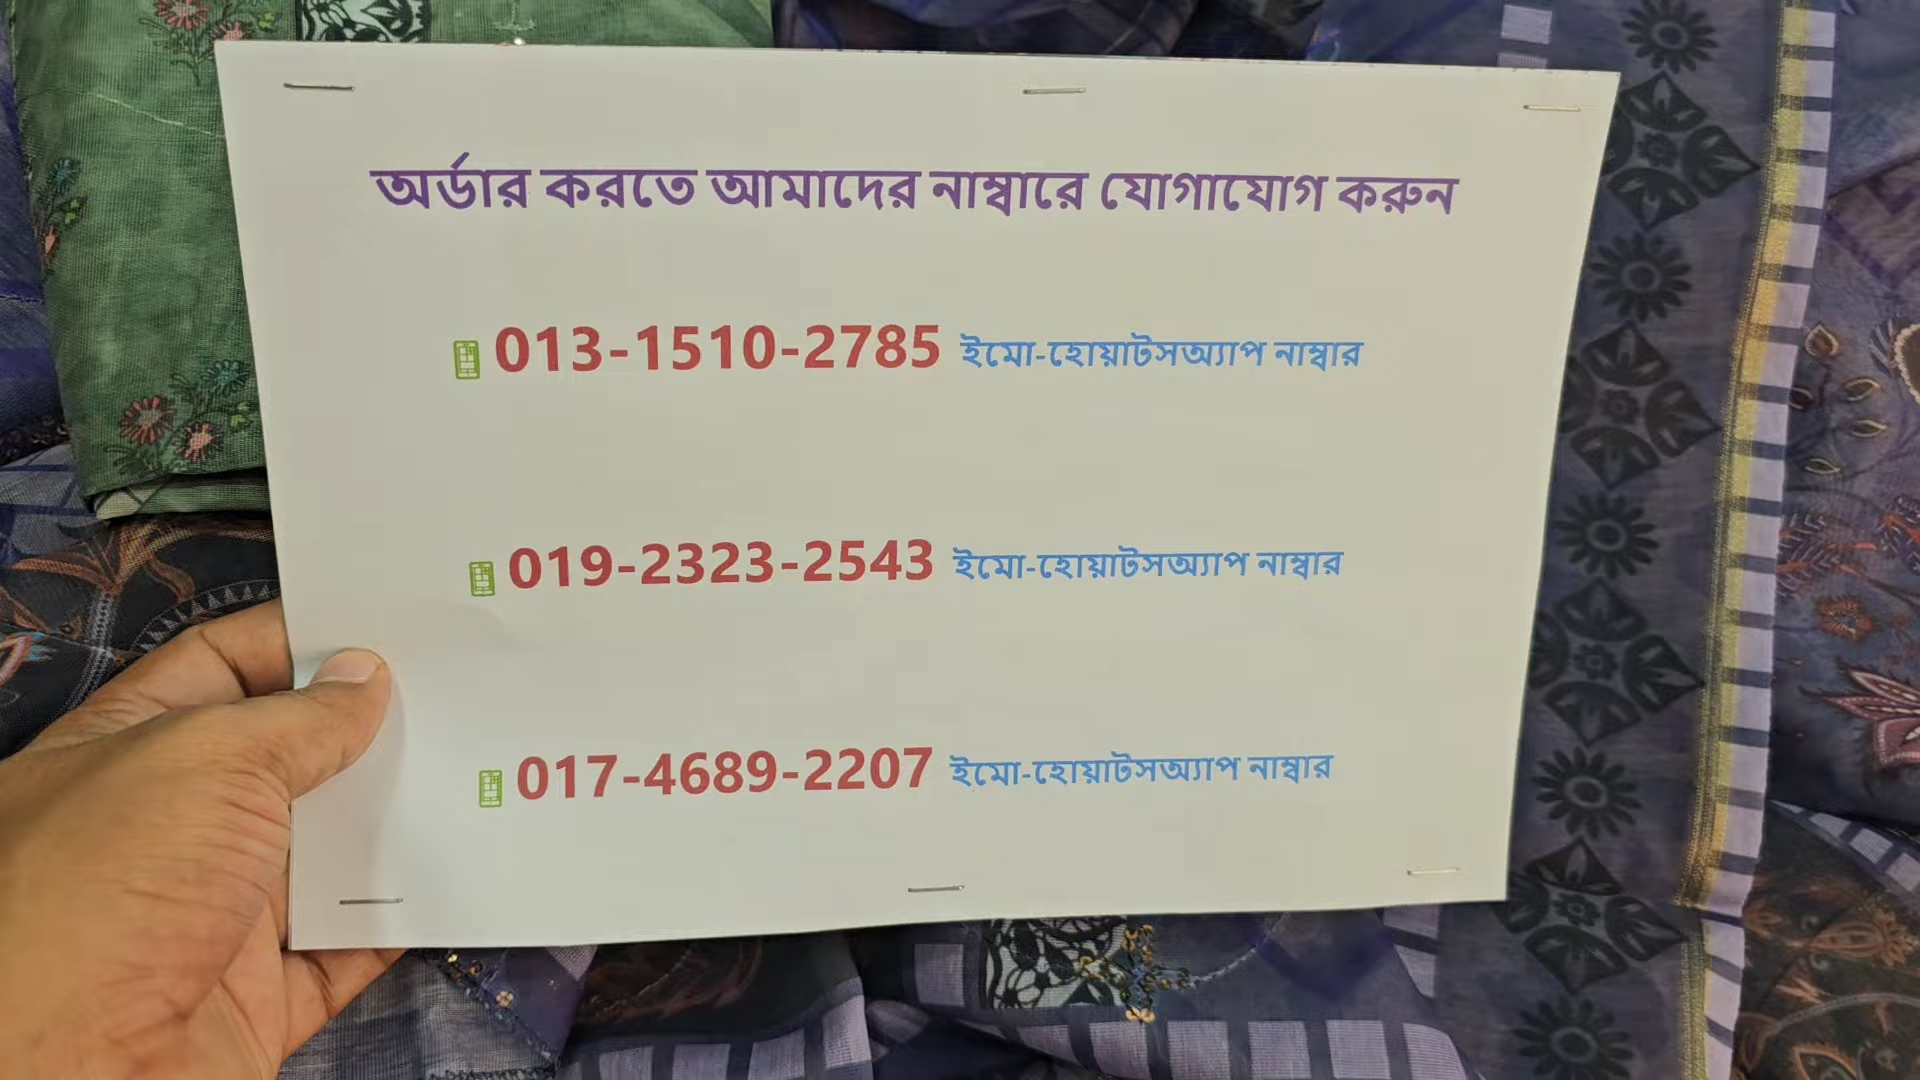 অর্ডার করতে আমাদের নাম্বারে যোগাযোগ করুন
013-1510-2785 ইমো-হোয়াটসঅ্যাপ নাম্বার
019-2323-2543 ইমো-হোয়াটসঅ্যাপ নাম্বার
017-4689-2207 ইমো-হোয়াটসঅ্যাপ নাম্বার